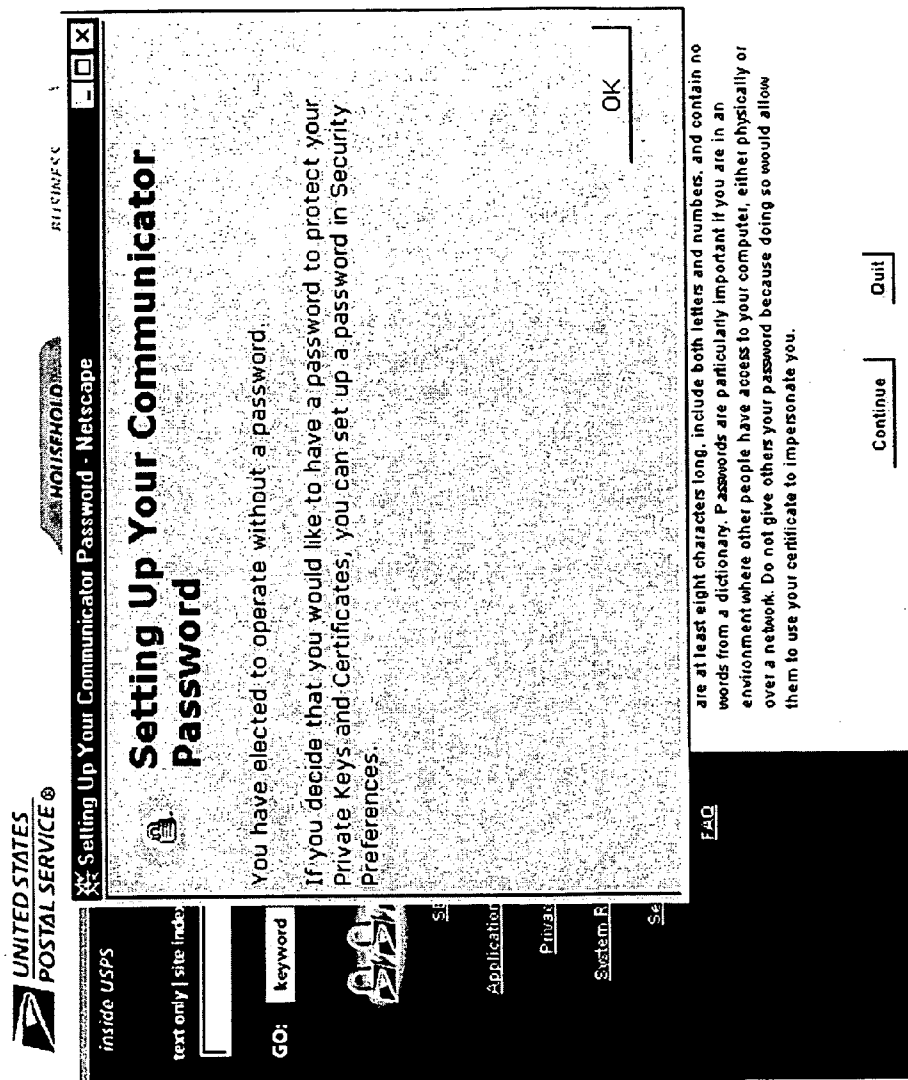 UNITED STATES
POSTAL SERVICE®
HOUSEHOLD
BUSINESS
Setting Up Your Communicator Password - Netscape
inside USPS
text only | site index
GO:
keyword
Application
Privac
System R
Se
FAQ
Setting Up Your Communicator
Password
You have elected to operate without a password.
If you decide that you would like to have a password to protect your
Private Keys and Certificates, you can set up a password in Security
Preferences.
OK
are at least eight characters long, include both letters and numbers, and contain no
words from a dictionary. Passwords are particularly important if you are in an
environment where other people have access to your computer, either physically or
over a network. Do not give others your password because doing so would allow
them to use your certificate to impersonate you.
Continue
Quit